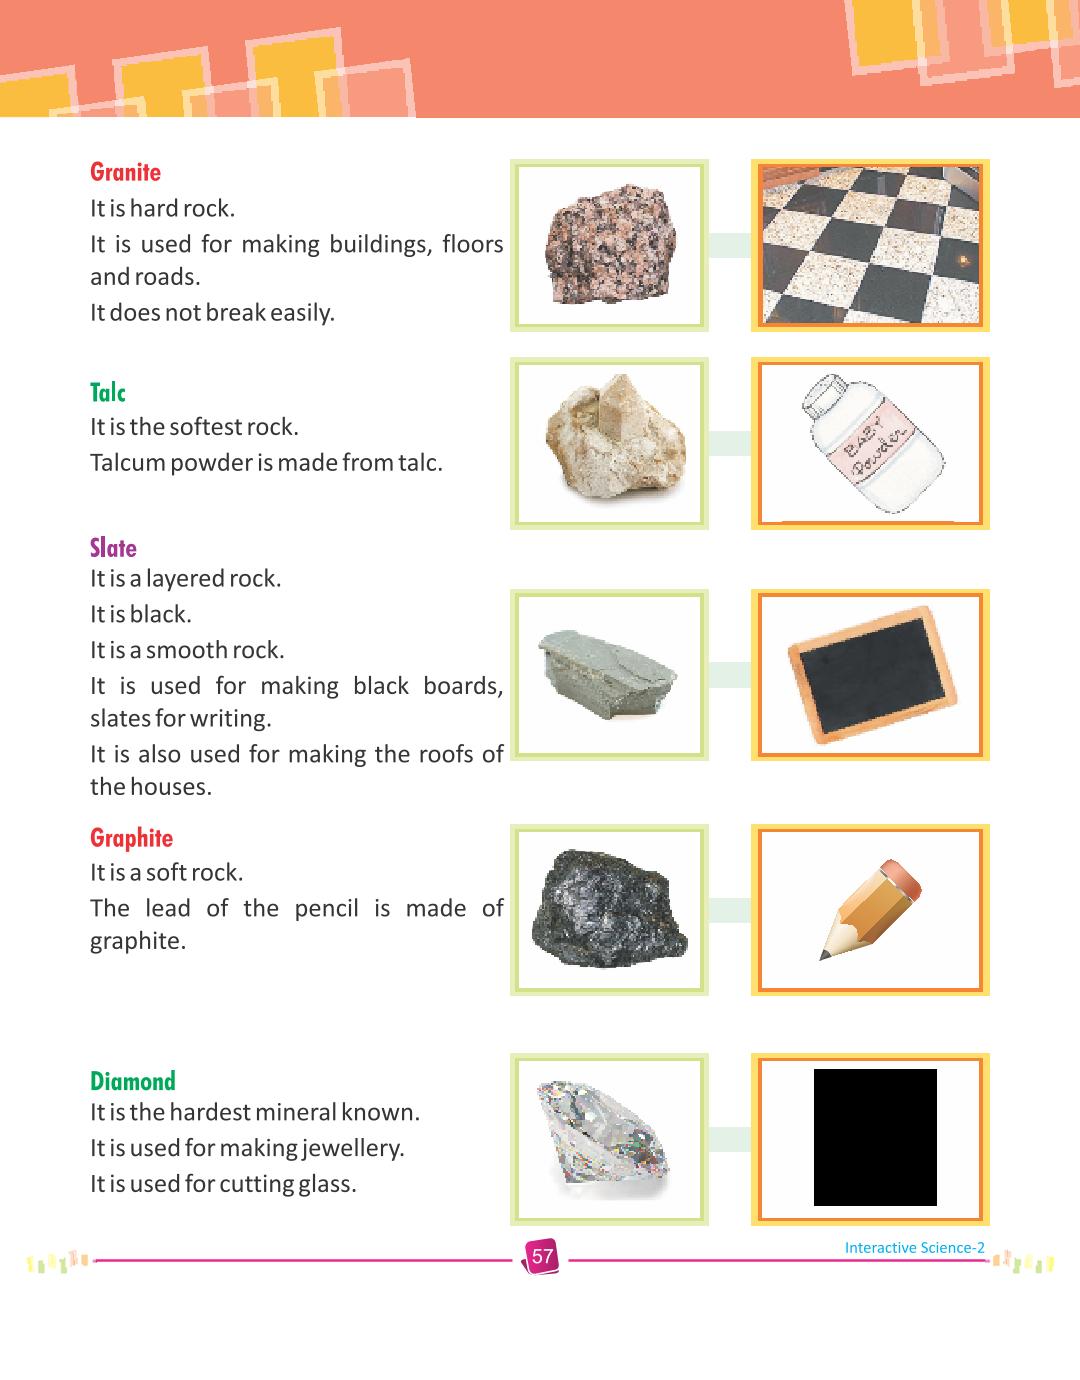 Granite
It is hard rock.
It is used for making buildings, floors
and roads.
It does not break easily.
Talc
It is the softest rock.
Talcum powder is made from talc.
BABY
Powder
Slate
It is a layered rock.
It is black.
It is a smooth rock.
It is used for making black boards,
slates for writing.
It is also used for making the roofs of
the houses.
Graphite
It is a soft rock.
The lead of the pencil is made of
graphite.
Diamond
It is the hardest mineral known.
It is used for making jewellery.
It is used for cutting glass.
57
Interactive Science-2